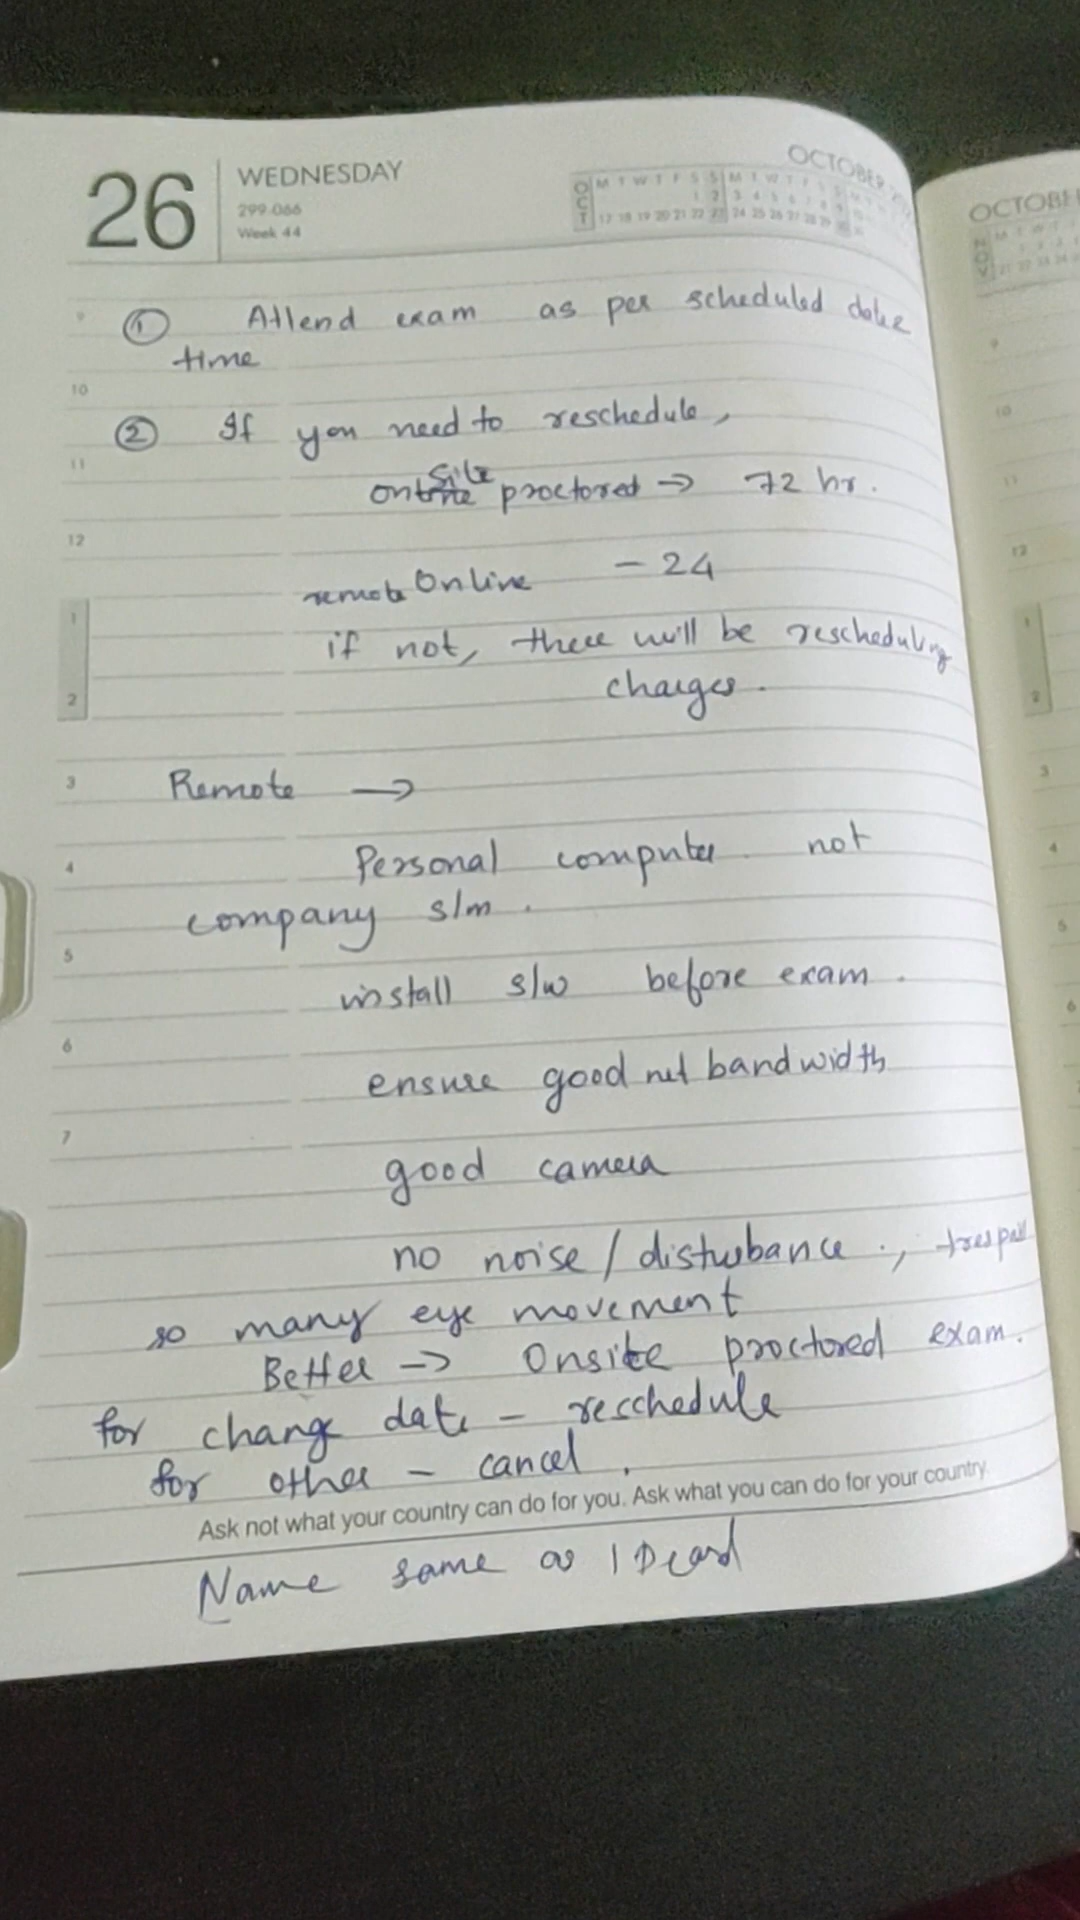 26
WEDNESDAY
299-066
Week 44
OCTOBER
OCTOBE
① Attend exam as per scheduled date
time
② If you need to reschedule,
onsite proctored → 72 hr.
remote Online - 24
if not, there will be rescheduling
charges.
Remote →
Personal computer not
company s/m.
install s/w before exam.
ensure good net bandwidth
good camera
no noise / disturbance.,
so many eye movement
Better → Onsite proctored exam.
for change date - reschedule
for other - cancel.
Ask not what your country can do for you. Ask what you can do for your country.
Name same as ID card